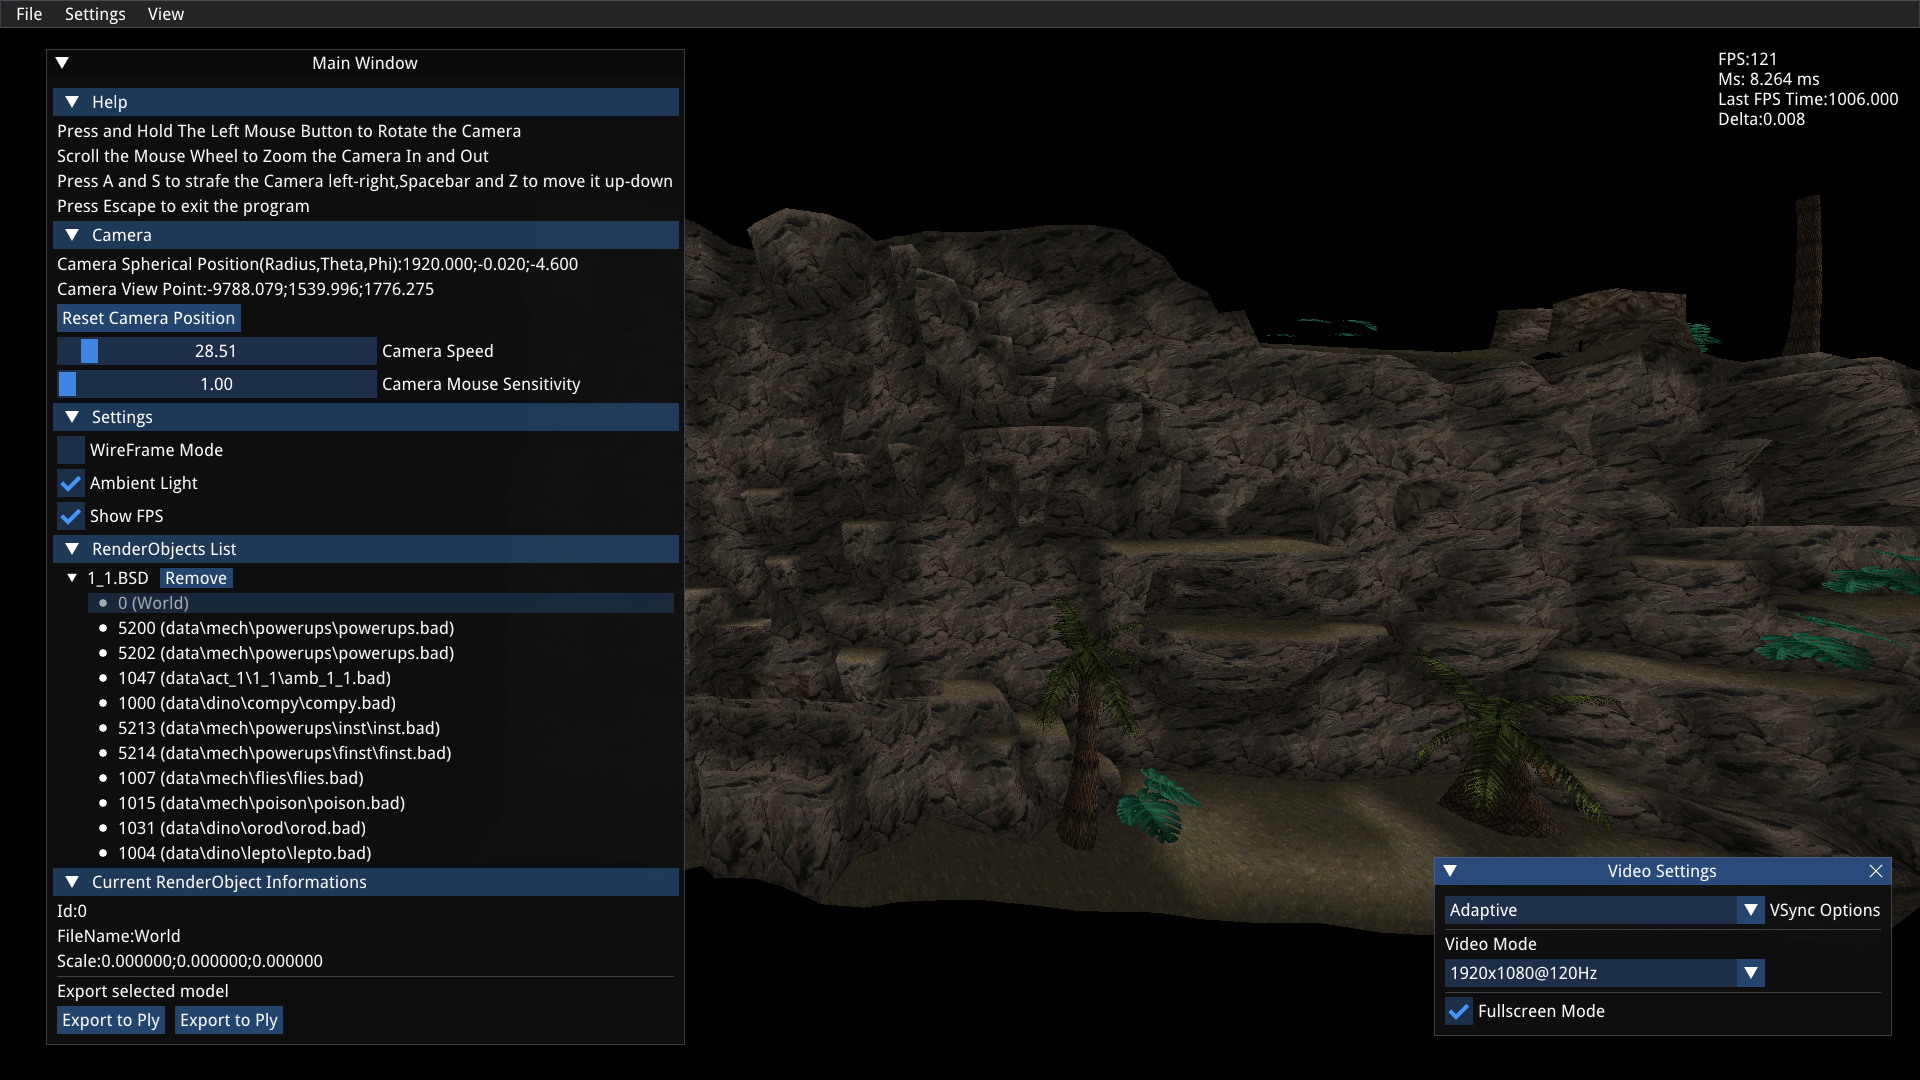 File Settings View
Main Window
Help
Press and Hold The Left Mouse Button to Rotate the Camera
Scroll the Mouse Wheel to Zoom the Camera In and Out
Press A and S to strafe the Camera left-right,Spacebar and Z to move it up-down
Press Escape to exit the program
Camera
Camera Spherical Position(Radius,Theta,Phi):1920.000;-0.020;-4.600
Camera View Point:-9788.079;1539.996;1776.275
Reset Camera Position
28.51 Camera Speed
1.00 Camera Mouse Sensitivity
Settings
WireFrame Mode
Ambient Light
Show FPS
RenderObjects List
1_1.BSD Remove
0 (World)
5200 (data\mech\powerups\powerups.bad)
5202 (data\mech\powerups\powerups.bad)
1047 (data\act_1\1_1\amb_1_1.bad)
1000 (data\dino\compy\compy.bad)
5213 (data\mech\powerups\inst\inst.bad)
5214 (data\mech\powerups\finst\finst.bad)
1007 (data\mech\flies\flies.bad)
1015 (data\mech\poison\poison.bad)
1031 (data\dino\orod\orod.bad)
1004 (data\dino\lepto\lepto.bad)
Current RenderObject Informations
Id:0
FileName:World
Scale:0.000000;0.000000;0.000000
Export selected model
Export to Ply Export to Ply
FPS:121
Ms: 8.264 ms
Last FPS Time:1006.000
Delta:0.008
Video Settings
Adaptive VSync Options
Video Mode
1920x1080@120Hz
Fullscreen Mode